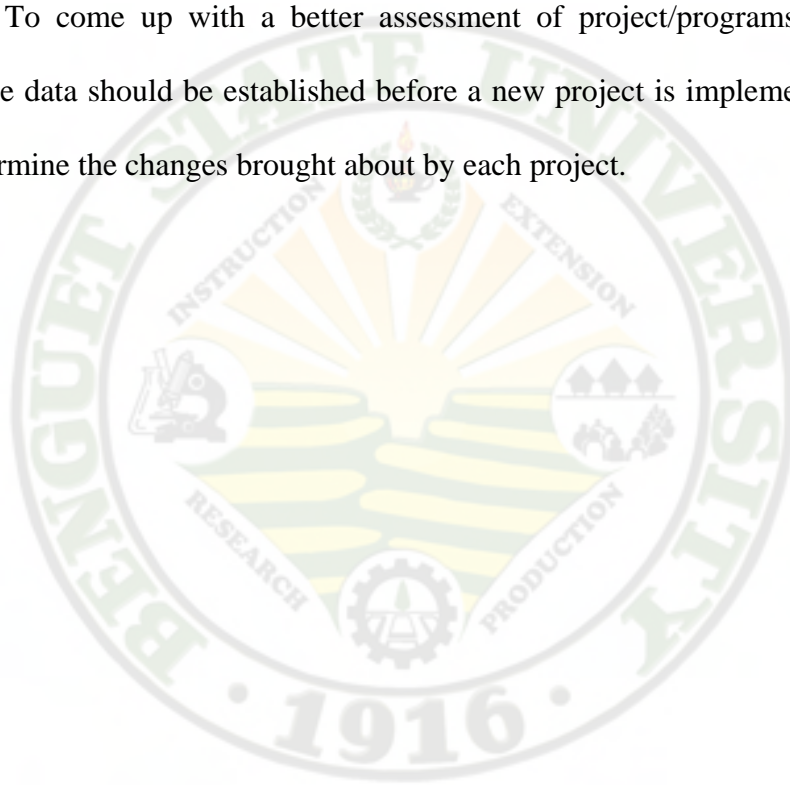 To come up with a better assessment of project/programs
e data should be established before a new project is impleme
rmine the changes brought about by each project.
BENGUET STATE UNIVERSITY
INSTRUCTION
EXTENSION
RESEARCH
PRODUCTION
1916